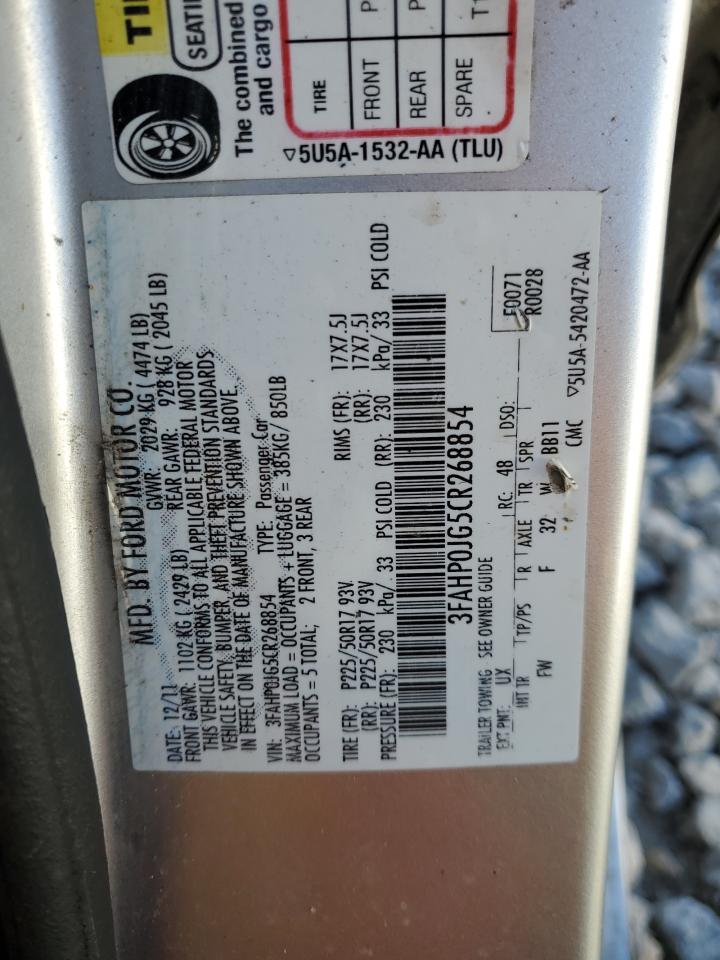 TI
SEATI
The combined
and cargo
TIRE
FRONT P
REAR P
SPARE T1
▽5U5A-1532-AA (TLU)
MFD. BY FORD MOTOR CO.
DATE: 12/11 GVWR: 2029 KG ( 4474 LB)
FRONT GAWR: 1102 KG ( 2429 LB) REAR GAWR: 928 KG ( 2045 LB)
THIS VEHICLE CONFORMS TO ALL APPLICABLE FEDERAL MOTOR
VEHICLE SAFETY, BUMPER, AND THEFT PREVENTION STANDARDS
IN EFFECT ON THE DATE OF MANUFACTURE SHOWN ABOVE.
VIN: 3FAHP0JG5CR268854 TYPE: Passenger Car
MAXIMUM LOAD = OCCUPANTS + LUGGAGE = 385KG/ 850LB
OCCUPANTS = 5 TOTAL; 2 FRONT, 3 REAR
TIRE (FR): P225/50R17 93V RIMS (FR): 17X7.5J
(RR): P225/50R17 93V (RR): 17X7.5J
PRESSURE (FR): 230 kPa/ 33 PSI COLD (RR): 230 kPa/ 33 PSI COLD
3FAHP0JG5CR268854
TRAILER TOWING SEE OWNER GUIDE F0071
EXT PNT: UX RC: 48 DSO: R0028
INT TR TP/PS R AXLE TR SPR
FW F 32 W BB11
CMC ▽5U5A-5420472-AA